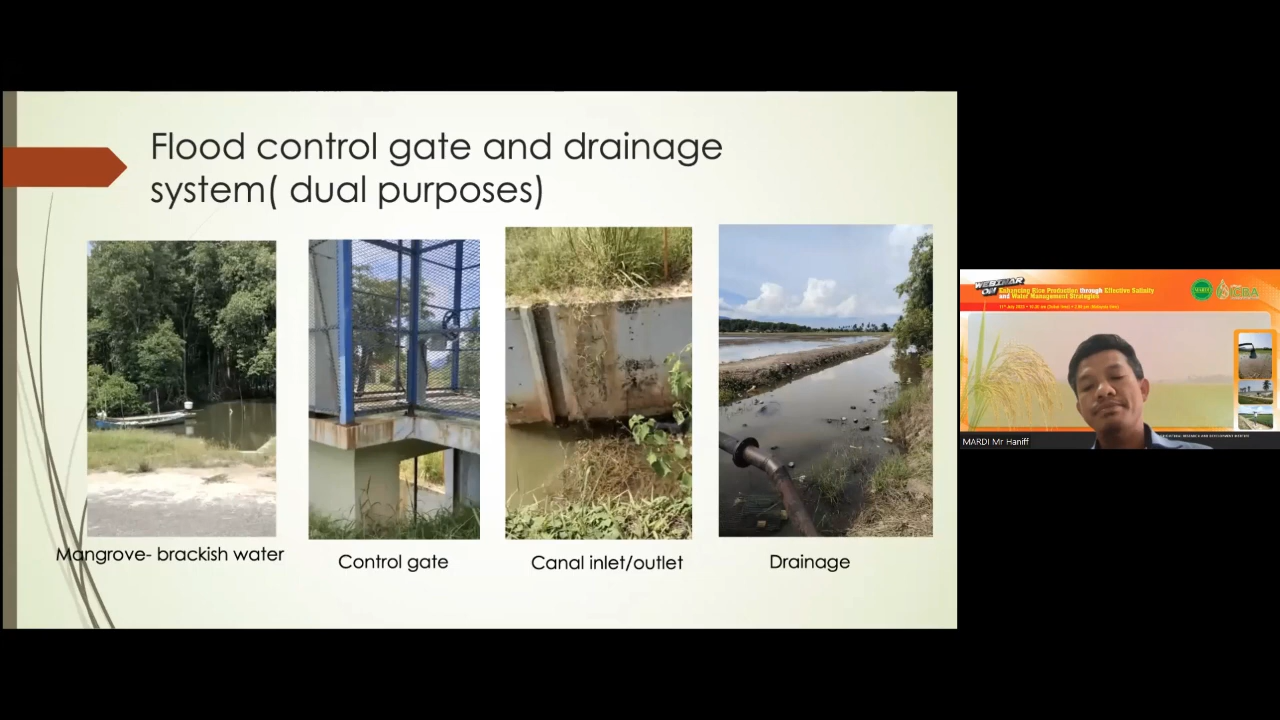 Flood control gate and drainage
system( dual purposes)
Mangrove- brackish water
Control gate
Canal inlet/outlet
Drainage
WEBINAR
ON
Enhancing Rice Production through Effective Salinity
and Water Management Strategies
MARDI Mr Haniff